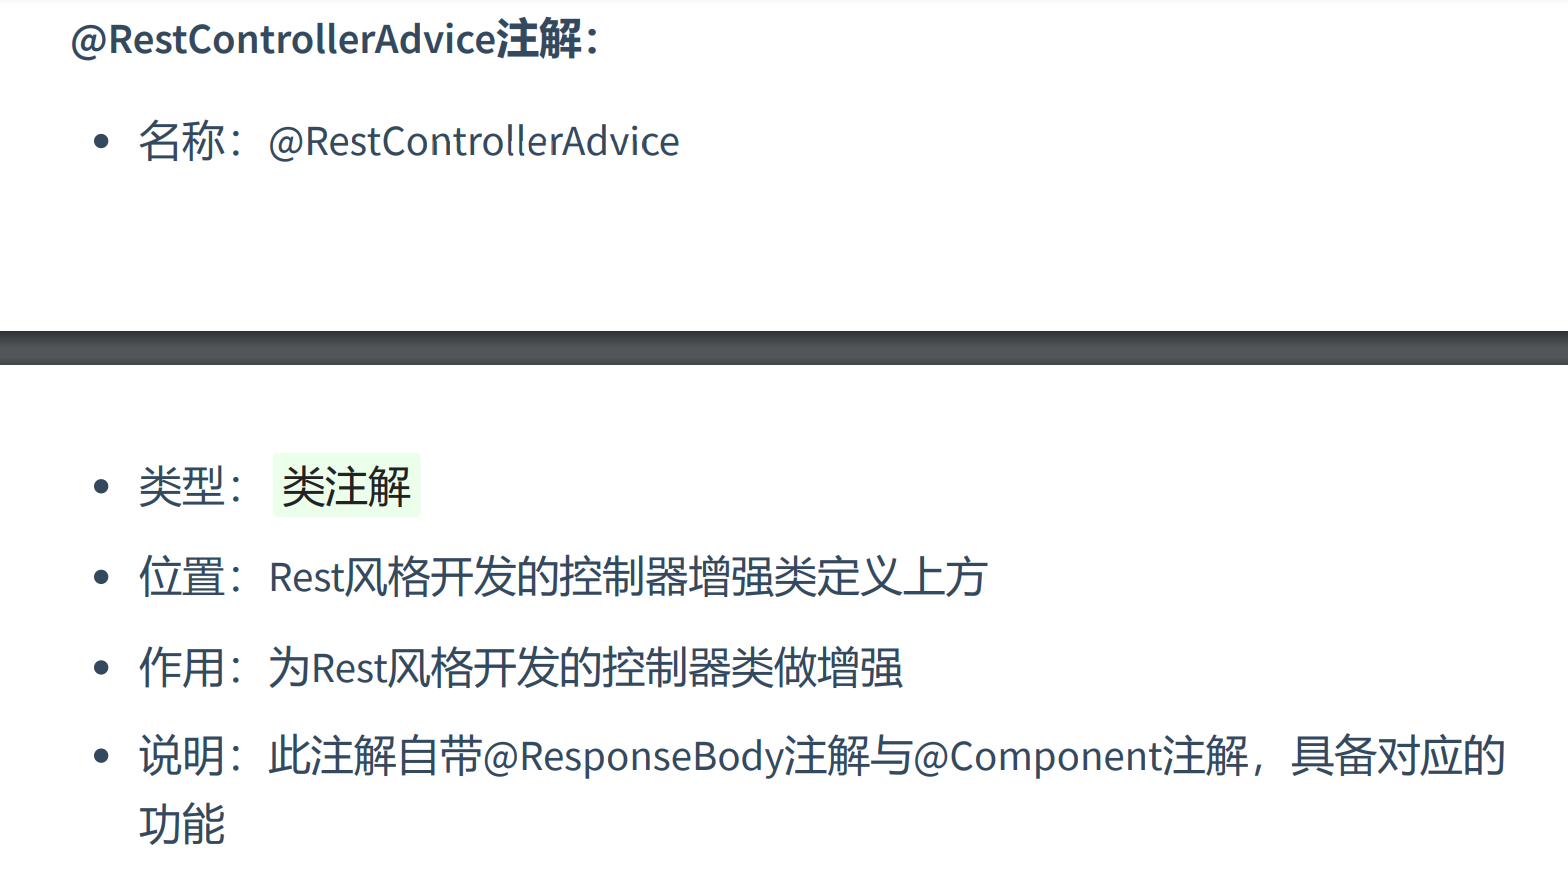 @RestControllerAdvice注解：
名称：@RestControllerAdvice
类型： 类注解
位置：Rest风格开发的控制器增强类定义上方
作用：为Rest风格开发的控制器类做增强
说明：此注解自带@ResponseBody注解与@Component注解，具备对应的
功能